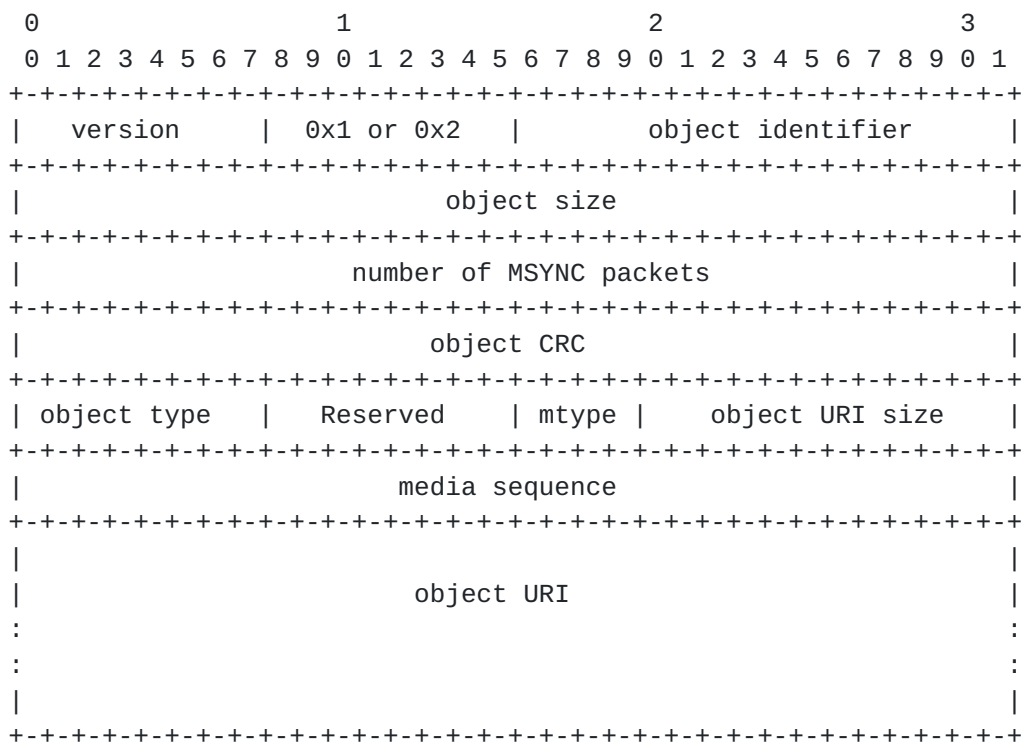 0                   1                   2                   3
 0 1 2 3 4 5 6 7 8 9 0 1 2 3 4 5 6 7 8 9 0 1 2 3 4 5 6 7 8 9 0 1
+-+-+-+-+-+-+-+-+-+-+-+-+-+-+-+-+-+-+-+-+-+-+-+-+-+-+-+-+-+-+-+-+
|   version     |  0x1 or 0x2   |        object identifier      |
+-+-+-+-+-+-+-+-+-+-+-+-+-+-+-+-+-+-+-+-+-+-+-+-+-+-+-+-+-+-+-+-+
|                           object size                         |
+-+-+-+-+-+-+-+-+-+-+-+-+-+-+-+-+-+-+-+-+-+-+-+-+-+-+-+-+-+-+-+-+
|                     number of MSYNC packets                   |
+-+-+-+-+-+-+-+-+-+-+-+-+-+-+-+-+-+-+-+-+-+-+-+-+-+-+-+-+-+-+-+-+
|                          object CRC                           |
+-+-+-+-+-+-+-+-+-+-+-+-+-+-+-+-+-+-+-+-+-+-+-+-+-+-+-+-+-+-+-+-+
| object type   |   Reserved    | mtype |    object URI size    |
+-+-+-+-+-+-+-+-+-+-+-+-+-+-+-+-+-+-+-+-+-+-+-+-+-+-+-+-+-+-+-+-+
|                        media sequence                         |
+-+-+-+-+-+-+-+-+-+-+-+-+-+-+-+-+-+-+-+-+-+-+-+-+-+-+-+-+-+-+-+-+
|                                                               |
|                         object URI                            |
:                                                               :
:                                                               :
|                                                               |
+-+-+-+-+-+-+-+-+-+-+-+-+-+-+-+-+-+-+-+-+-+-+-+-+-+-+-+-+-+-+-+-+